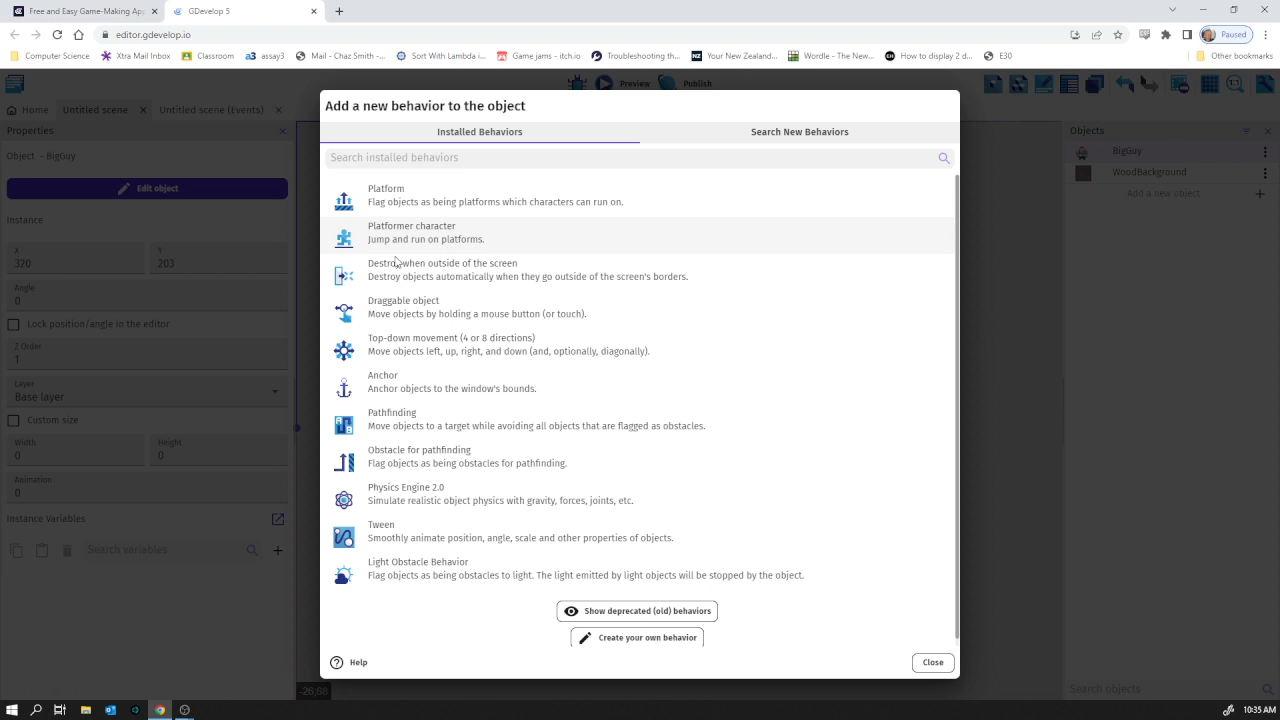 Free and Easy Game-Making App
GDevelop 5
editor.gdevelop.io
Paused
Computer Science
Xtra Mail Inbox
Classroom
assay3
Mail - Chaz Smith -...
Sort With Lambda i...
Game jams - itch.io
Troubleshooting th...
Your New Zealand...
Wordle - The New...
How to display 2 d...
E30
Other bookmarks
Preview
Publish
1:1
Home
Untitled scene
Untitled scene (Events)
Properties
Object - BigGuy
Edit object
Instance
X
320
Y
203
Angle
0
Lock position/angle in the editor
Z Order
1
Layer
Base layer
Custom size
Width
0
Height
0
Animation
0
Instance Variables
Search variables
Add a new behavior to the object
Installed Behaviors
Search New Behaviors
Search installed behaviors
Platform
Flag objects as being platforms which characters can run on.
Platformer character
Jump and run on platforms.
Destroy when outside of the screen
Destroy objects automatically when they go outside of the screen's borders.
Draggable object
Move objects by holding a mouse button (or touch).
Top-down movement (4 or 8 directions)
Move objects left, up, right, and down (and, optionally, diagonally).
Anchor
Anchor objects to the window's bounds.
Pathfinding
Move objects to a target while avoiding all objects that are flagged as obstacles.
Obstacle for pathfinding
Flag objects as being obstacles for pathfinding.
Physics Engine 2.0
Simulate realistic object physics with gravity, forces, joints, etc.
Tween
Smoothly animate position, angle, scale and other properties of objects.
Light Obstacle Behavior
Flag objects as being obstacles to light. The light emitted by light objects will be stopped by the object.
Show deprecated (old) behaviors
Create your own behavior
Help
Close
Objects
BigGuy
WoodBackground
Add a new object
Search objects
-26;68
10:35 AM